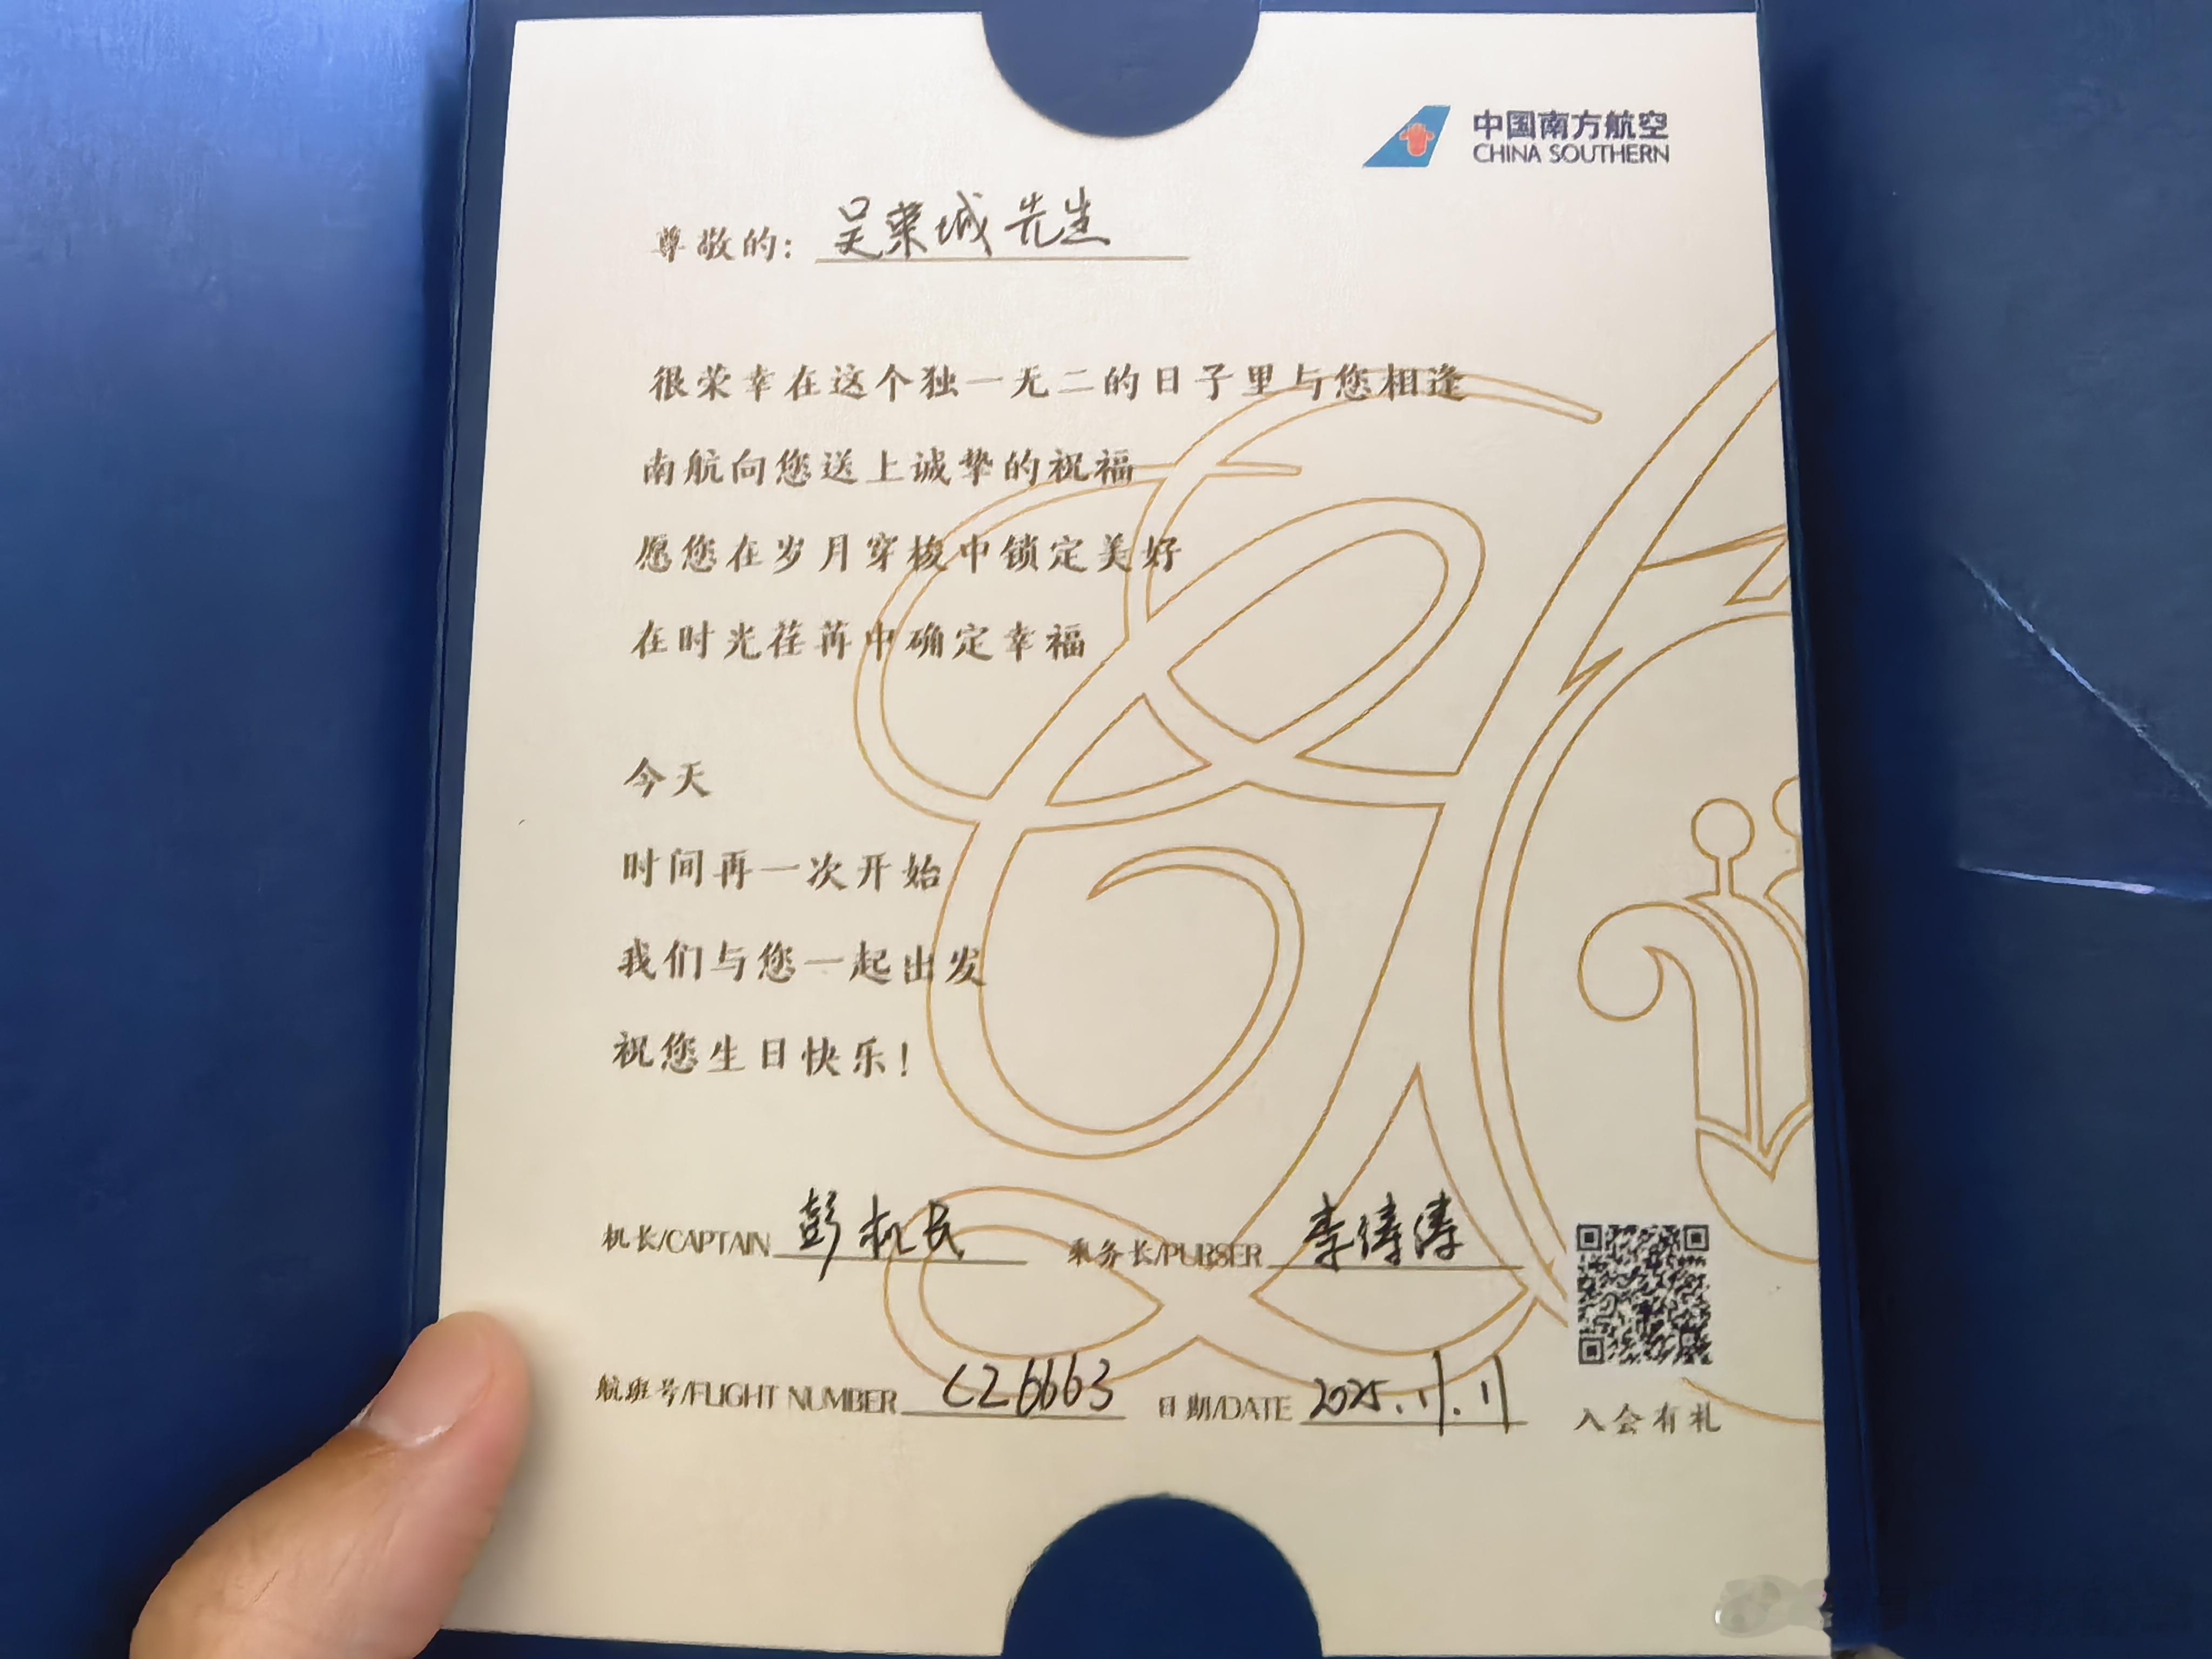 中国南方航空
CHINA SOUTHERN
尊敬的: 吴荣城先生
很荣幸在这个独一无二的日子里与您相逢
南航向您送上诚挚的祝福
愿您在岁月穿梭中锁定美好
在时光荏苒中确定幸福
今天
时间再一次开始
我们与您一起出发
祝您生日快乐!
机长/CAPTAIN 彭机长 乘务长/PURSER 李涛涛
航班号/FLIGHT NUMBER CZ6663 日期/DATE 2025.11.11
入会有礼